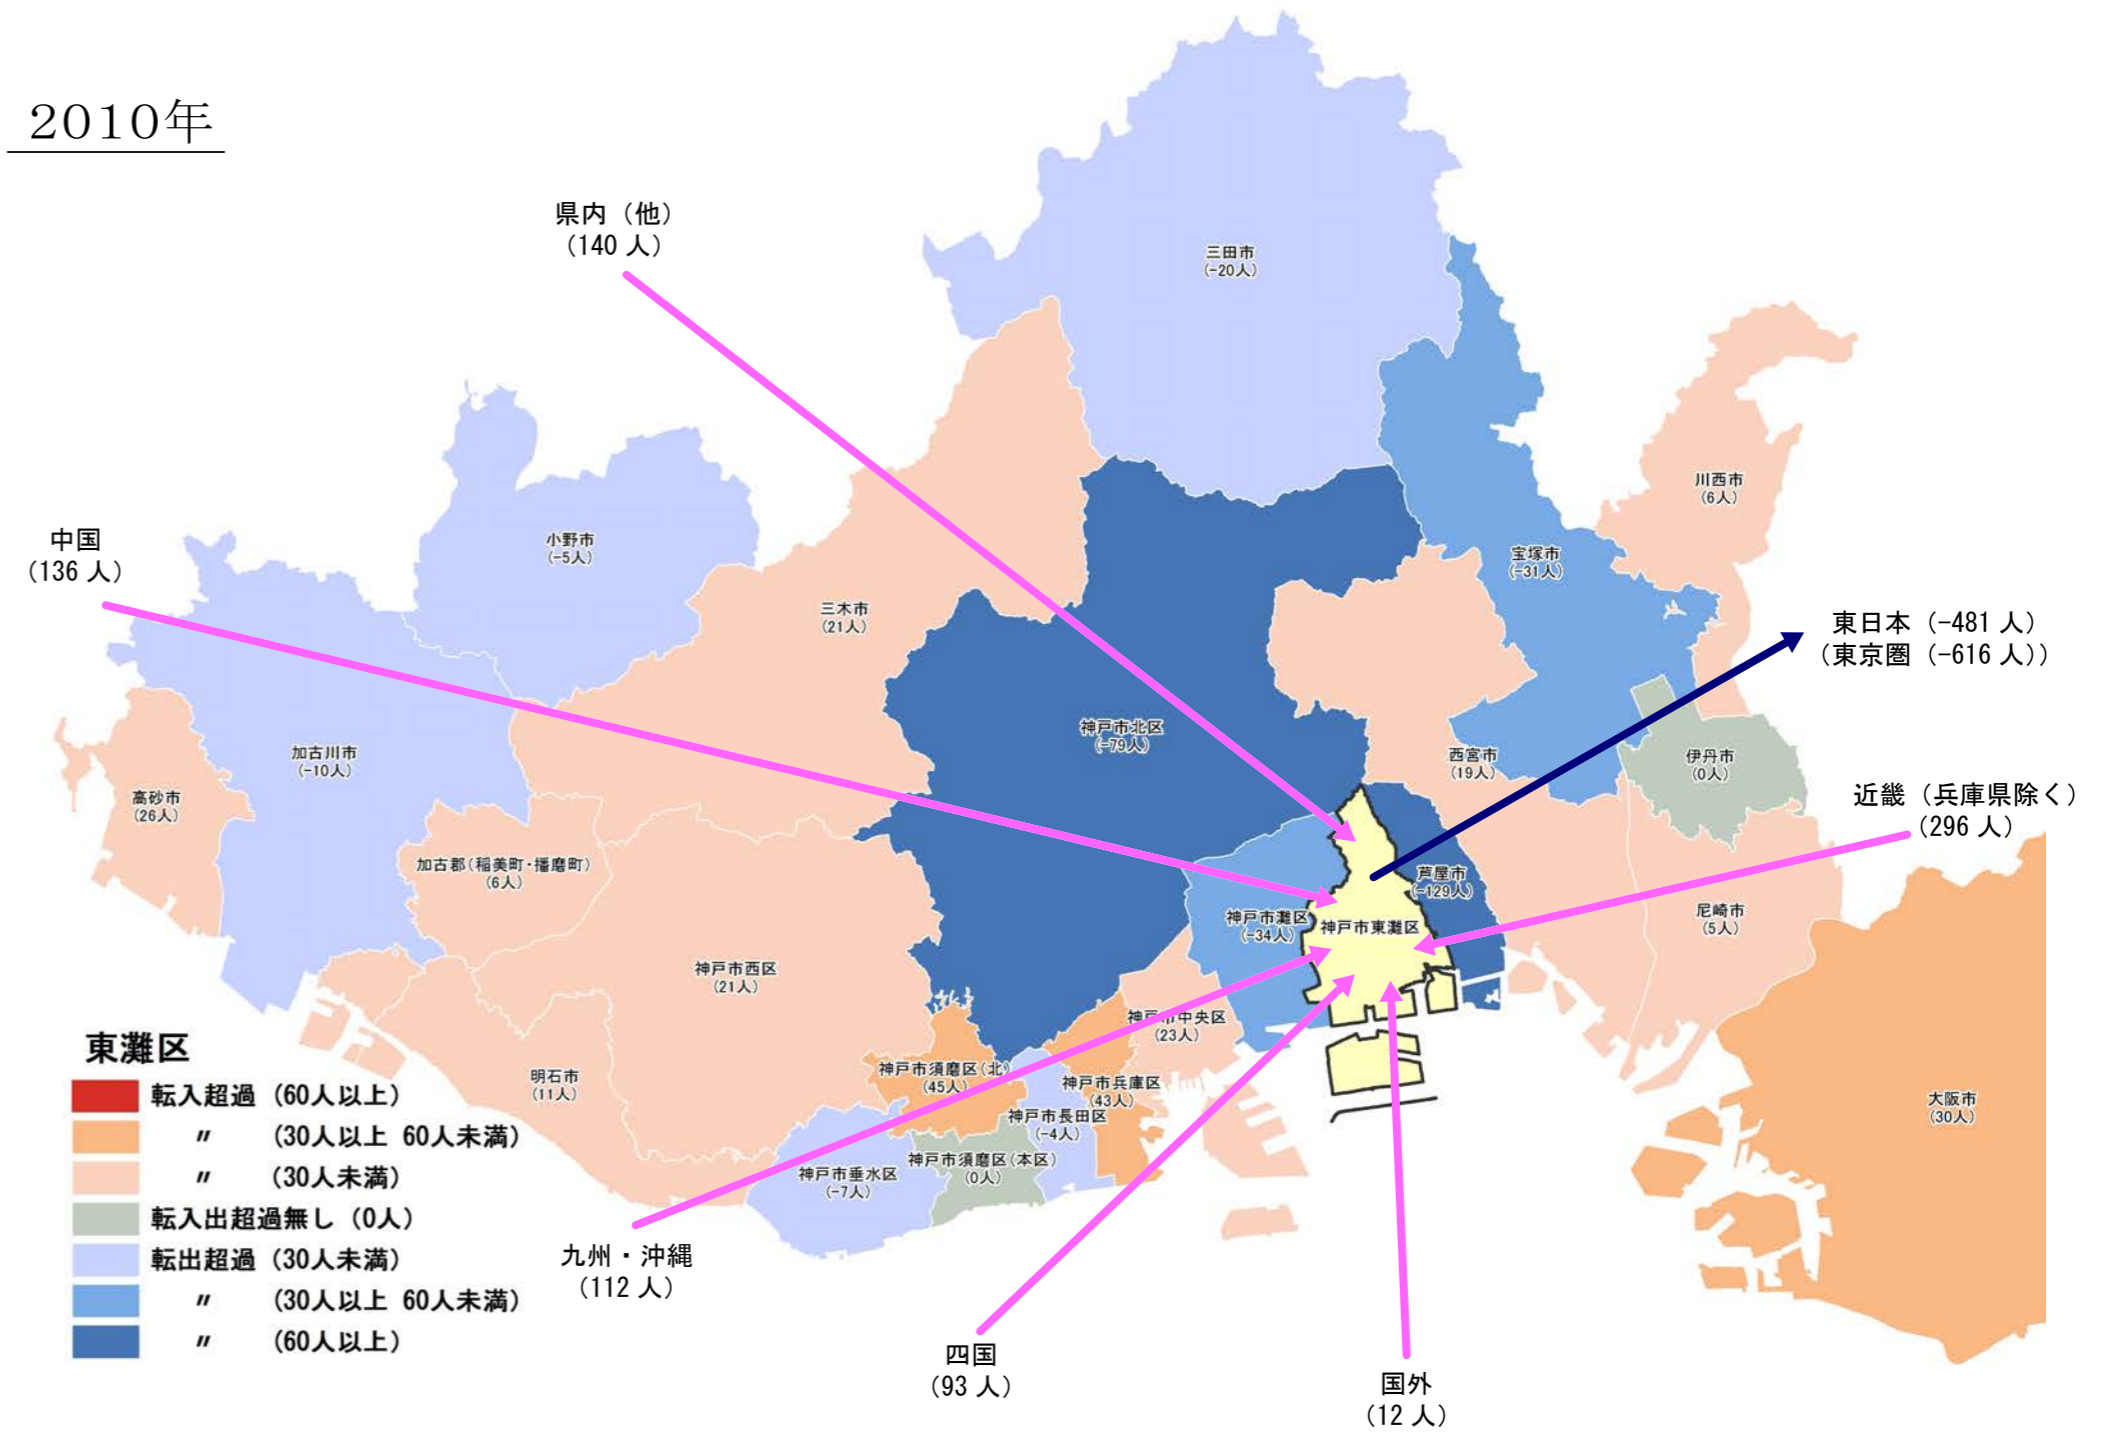 2010年
県内（他）
（140 人）
三田市
(-20人)
川西市
(6人)
中国
（136 人）
小野市
(-5人)
宝塚市
(-31人)
三木市
(21人)
東日本（-481 人）
（東京圏（-616 人））
神戸市北区
(-79人)
加古川市
(-10人)
西宮市
(19人)
伊丹市
(0人)
高砂市
(26人)
近畿（兵庫県除く）
（296 人）
加古郡（稲美町・播磨町）
(6人)
芦屋市
(-129人)
神戸市灘区
(-34人)
神戸市東灘区
尼崎市
(5人)
神戸市西区
(21人)
神戸市中央区
(23人)
神戸市須磨区（北）
(45人)
明石市
(11人)
神戸市兵庫区
(43人)
神戸市長田区
(-4人)
大阪市
(30人)
神戸市須磨区（本区）
(0人)
神戸市垂水区
(-7人)
東灘区
転入超過（60人以上）
〃 （30人以上 60人未満）
〃 （30人未満）
転入出超過無し（0人）
転出超過（30人未満）
〃 （30人以上 60人未満）
〃 （60人以上）
九州・沖縄
（112 人）
四国
（93 人）
国外
（12 人）